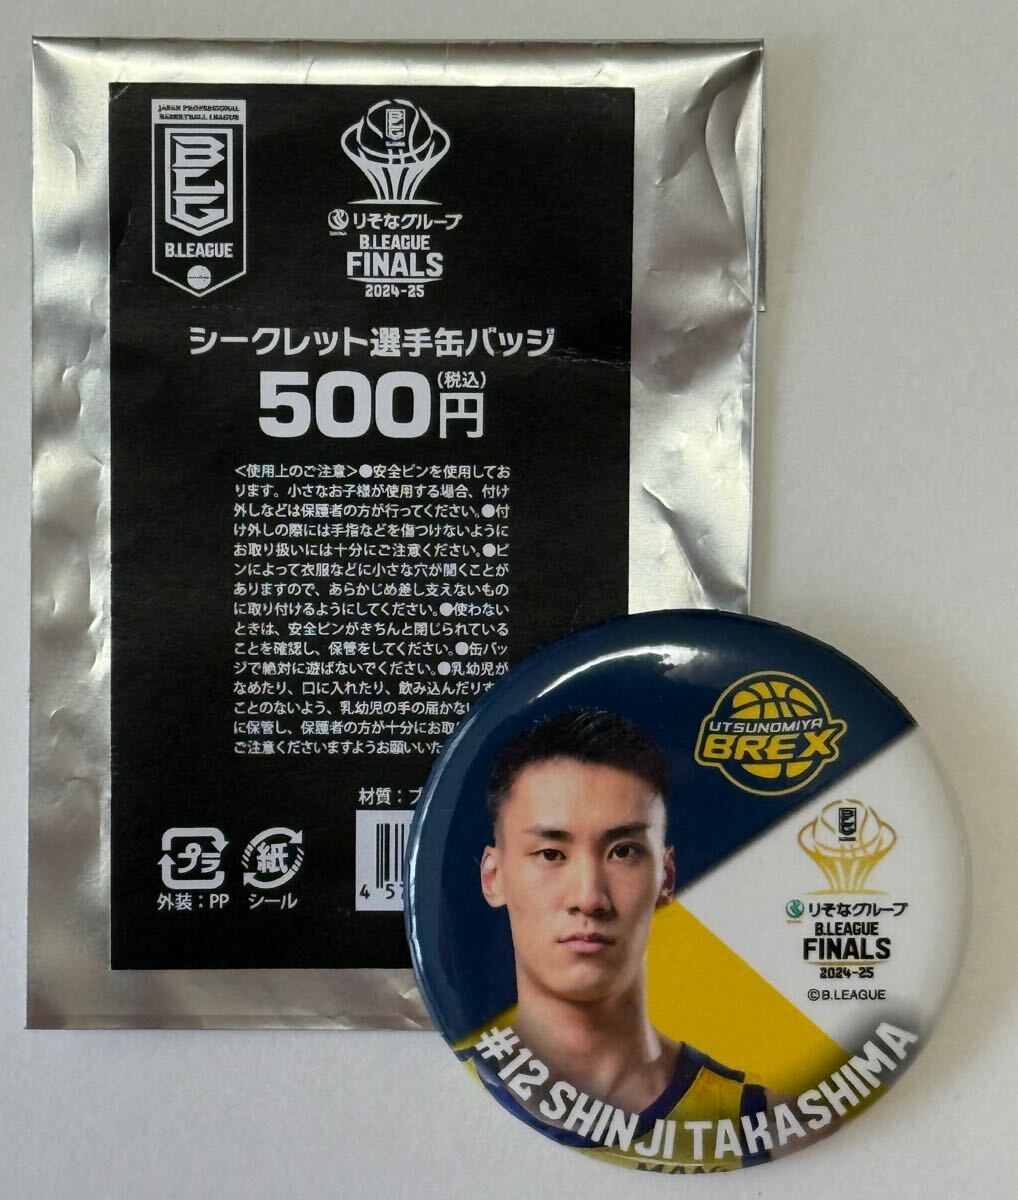 JAPAN PROFESSIONAL
BASKETBALL LEAGUE
BLG
B.LEAGUE
BLG
りそなグループ
B.LEAGUE
FINALS
2024-25
シークレット選手缶バッジ
500円(税込)
<使用上のご注意>●安全ピンを使用してお
ります。小さなお子様が使用する場合、付け
外しなどは保護者の方が行ってください。●付
け外しの際には手指などを傷つけないように
お取り扱いには十分にご注意ください。●ピ
ンによって衣服などに小さな穴が開くことが
ありますので、あらかじめ差し支えないもの
に取り付けるようにしてください。●使わない
ときは、安全ピンがきちんと閉じられている
ことを確認し、保管をしてください。●缶バッ
ジで絶対に遊ばないでください。●乳幼児が
なめたり、口に入れたり、飲み込んだりす
ことのないよう、乳幼児の手の届かない
に保管し、保護者の方が十分にお取
ご注意くださいますようお願いいた
材質:プ
プラ
紙
外装:PP
シール
4 57
UTSUNOMIYA
BREX
BLG
りそなグループ
B.LEAGUE
FINALS
2024-25
©B.LEAGUE
#12 SHINJI TAKASHIMA